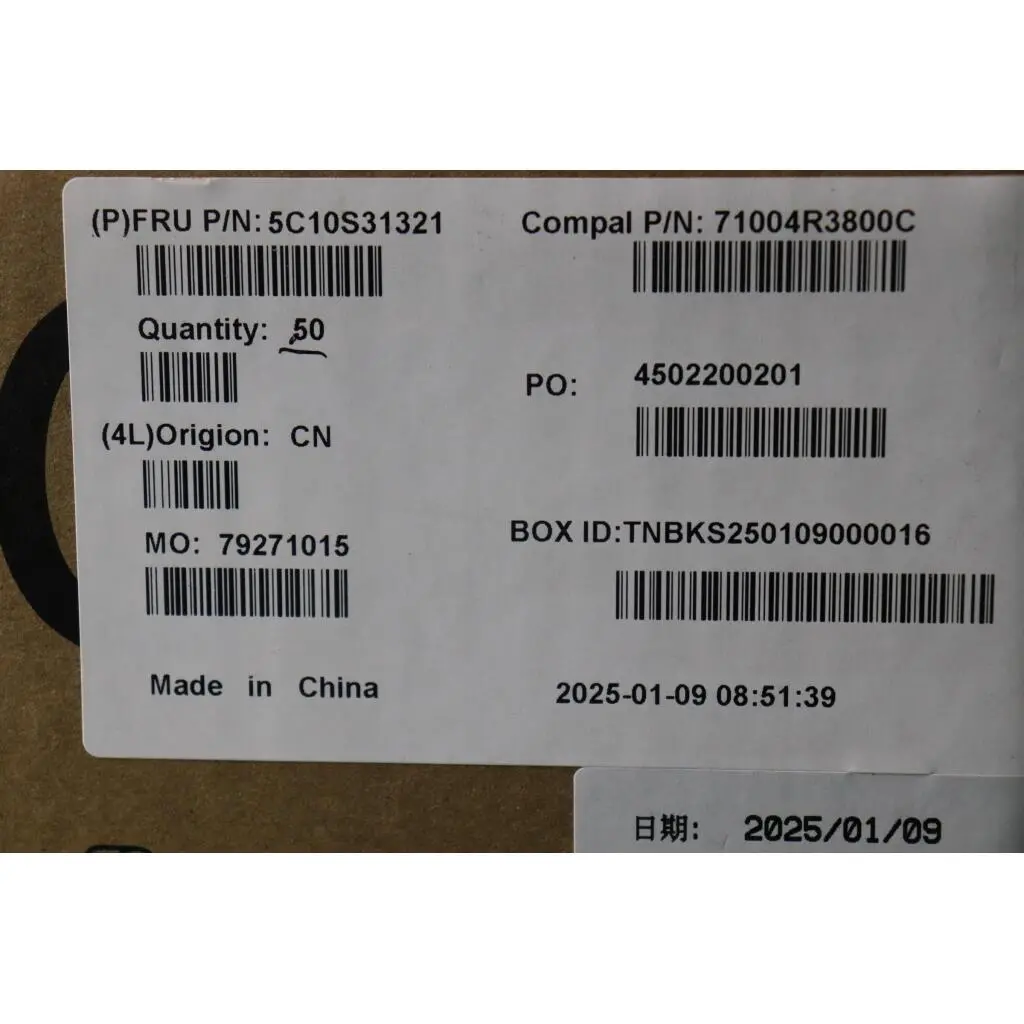 (P)FRU P/N: 5C10S31321
Compal P/N: 71004R3800C
Quantity: 50
PO: 4502200201
(4L)Origion: CN
MO: 79271015
BOX ID:TNBKS250109000016
Made in China
2025-01-09 08:51:39
日期: 2025/01/09